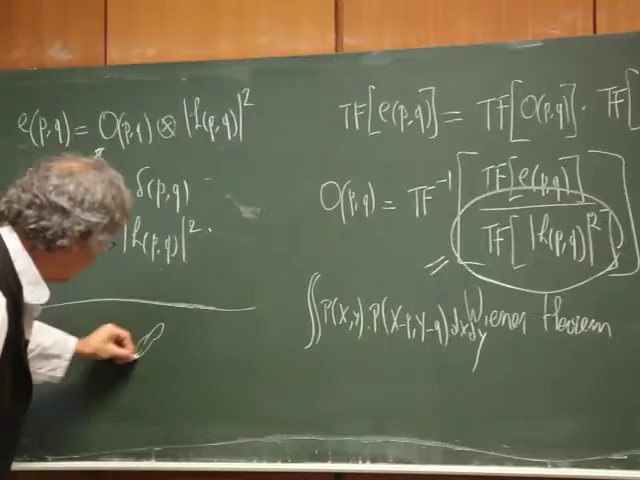 e(p,q) = O(p,q) ⊗ |h(p,q)|²
δ(p,q)
|h(p,q)|².
TF[e(p,q)] = TF[O(p,q)] · TF[
O(p,q) = TF⁻¹[TF[e(p,q)] / TF[|h(p,q)|²]]
∬ P(X,Y).P(X-p,Y-q)dxdy
Wiener theorem